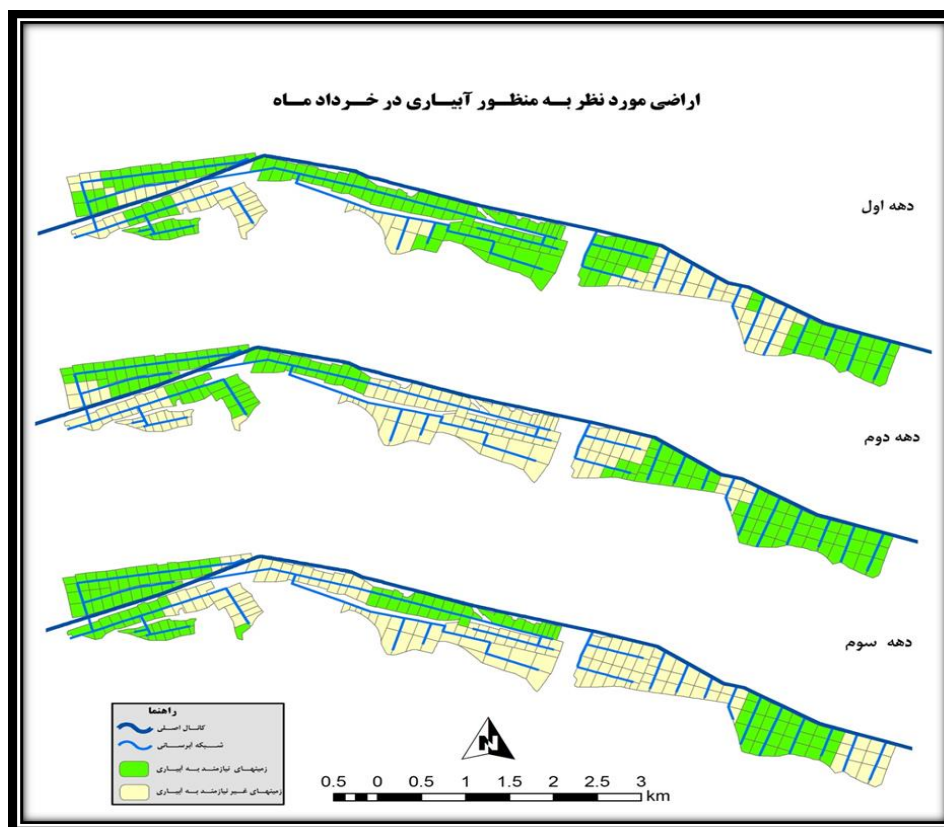 اراضی مورد نظر به منظور آبیاری در خرداد ماه
دهه اول
دهه دوم
دهه سوم
راهنما
کانال اصلی
شبکه ابرسانی
زمینهای نیازمند به ابیاری
زمینهای غیر نیازمند به ابیاری
N
0.5 0 0.5 1 1.5 2 2.5 3
km